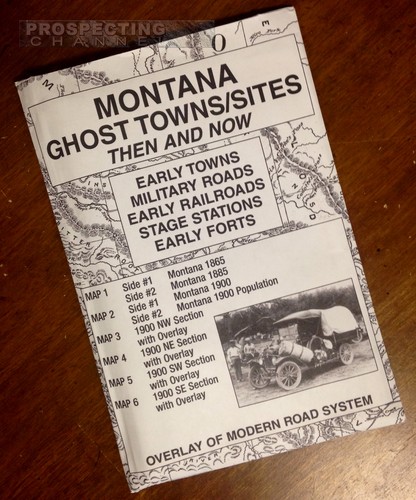 PROSPECTING
CHANNEL
MONTANA
GHOST TOWNS/SITES
THEN AND NOW
EARLY TOWNS
MILITARY ROADS
EARLY RAILROADS
STAGE STATIONS
EARLY FORTS
MAP 1 Side #1 Montana 1865
Side #2 Montana 1885
MAP 2 Side #1 Montana 1900
Side #2 Montana 1900 Population
MAP 3 1900 NW Section
with Overlay
MAP 4 1900 NE Section
with Overlay
MAP 5 1900 SW Section
with Overlay
MAP 6 1900 SE Section
with Overlay
OVERLAY OF MODERN ROAD SYSTEM